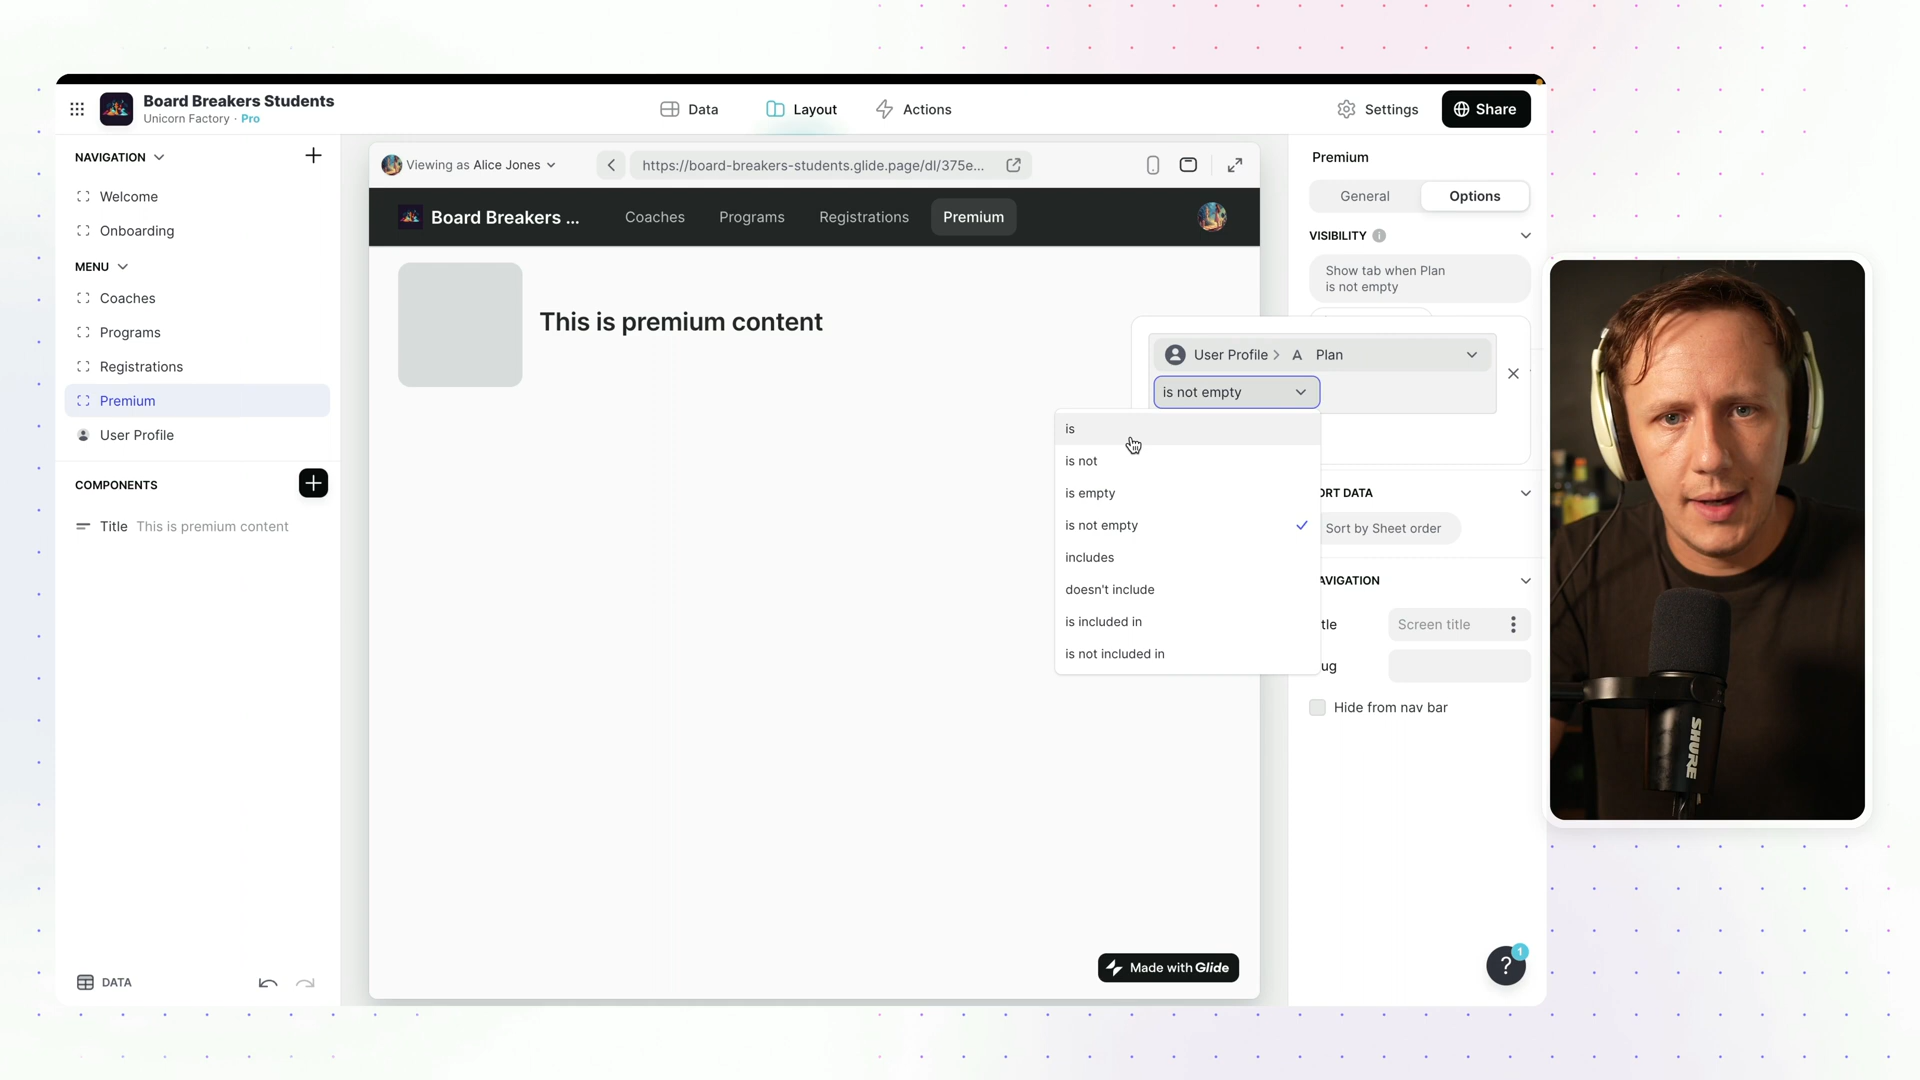 Board Breakers Students
Unicorn Factory · Pro
Data
Layout
Actions
Settings
Share
NAVIGATION
Welcome
Onboarding
MENU
Coaches
Programs
Registrations
Premium
User Profile
COMPONENTS
Title This is premium content
DATA
Viewing as Alice Jones
https://board-breakers-students.glide.page/dl/375e...
Board Breakers ...
Coaches
Programs
Registrations
Premium
This is premium content
Made with Glide
Premium
General
Options
VISIBILITY
Show tab when Plan
is not empty
User Profile > A Plan
is not empty
is
is not
is empty
is not empty
includes
doesn't include
is included in
is not included in
ORT DATA
Sort by Sheet order
AVIGATION
tle
Screen title
ug
Hide from nav bar
?
1
SHURE